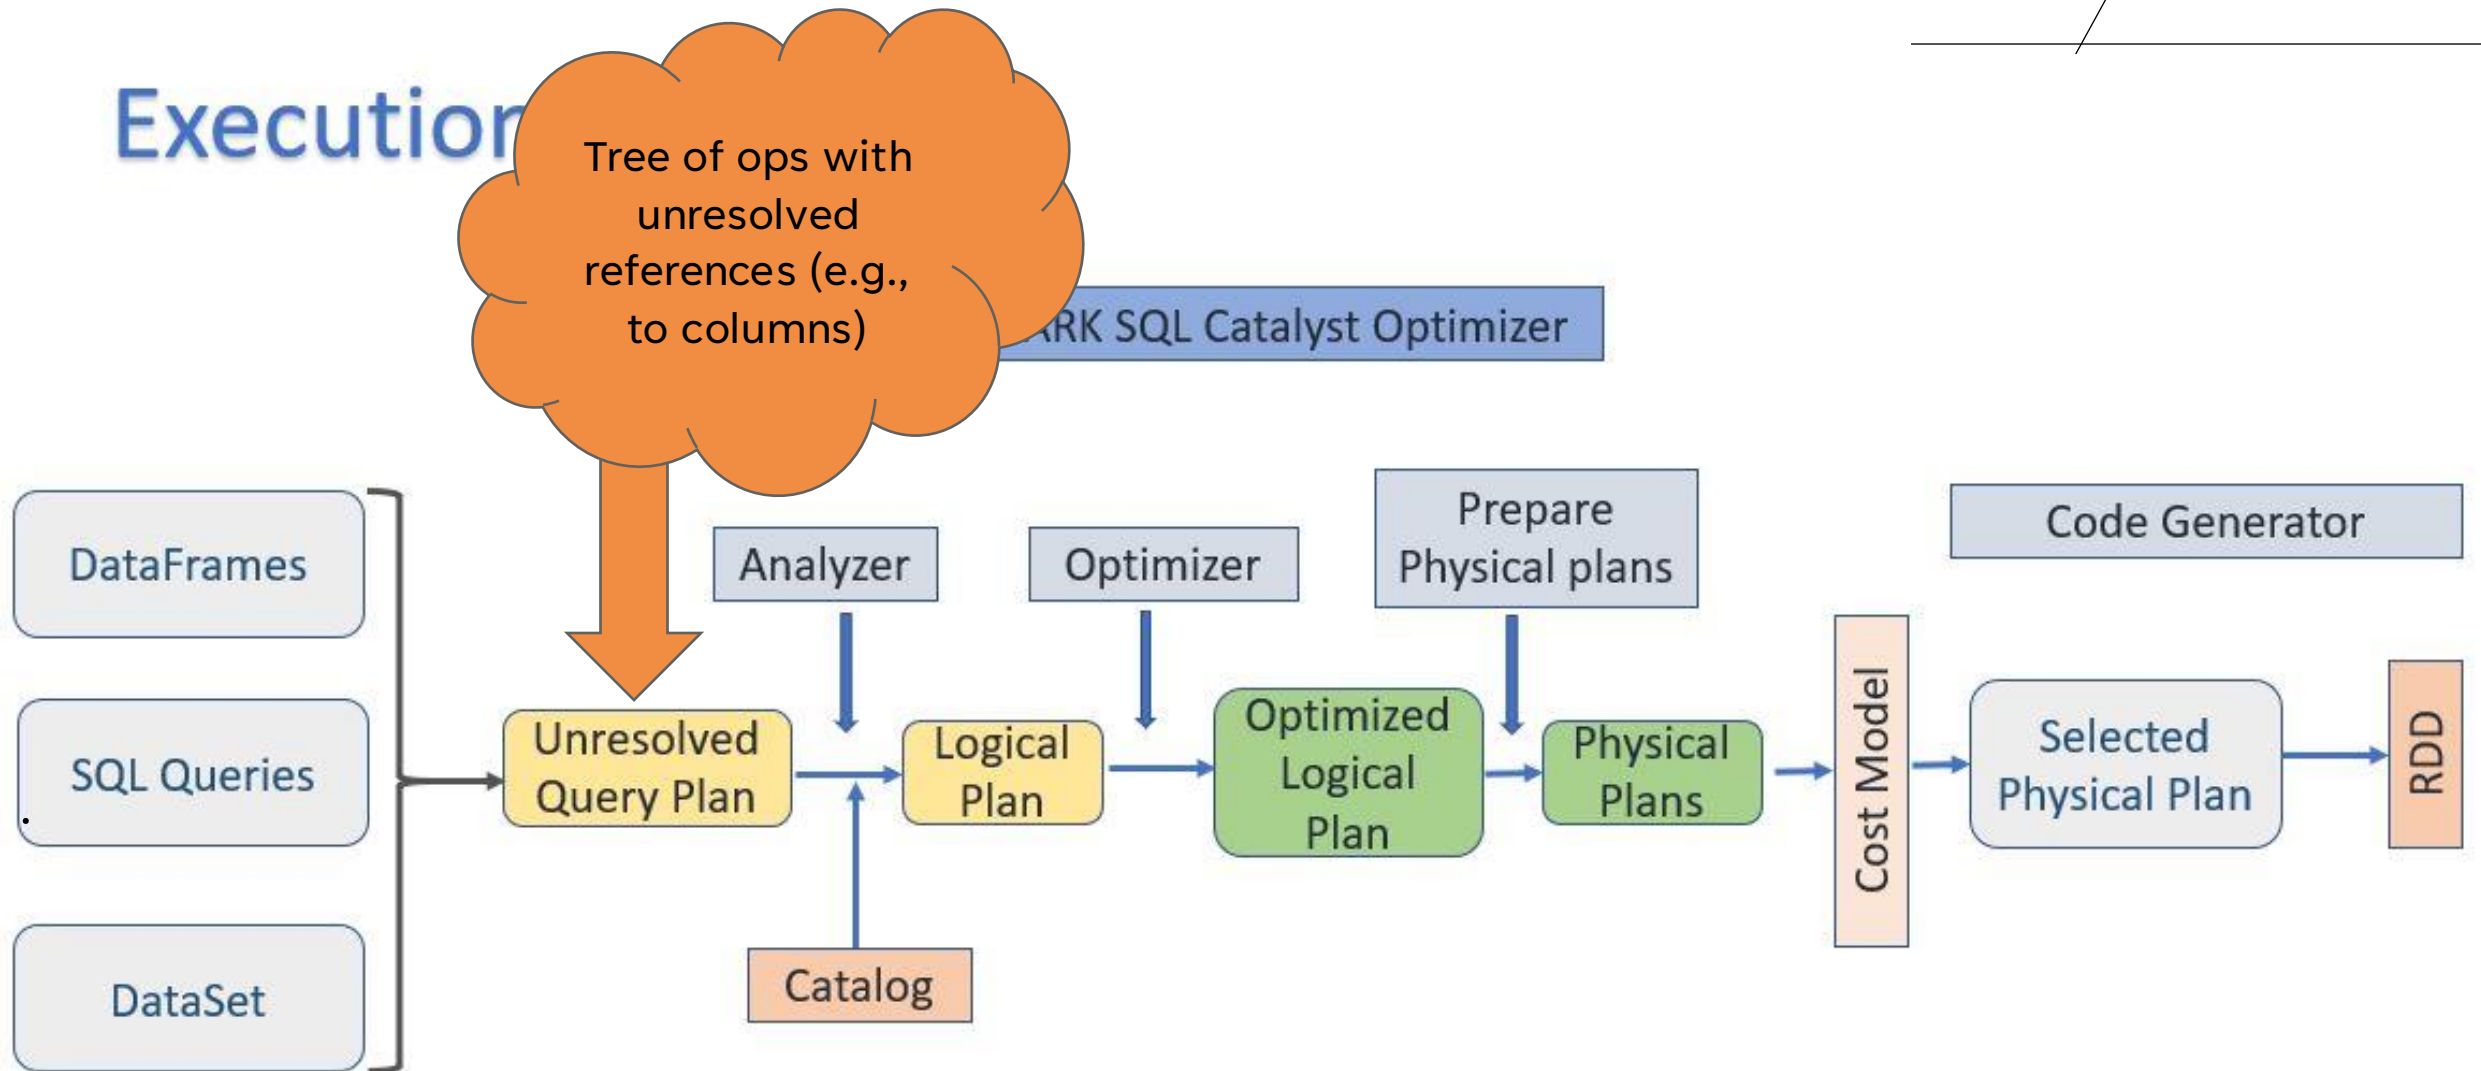 Execution
Tree of ops with
unresolved
references (e.g.,
to columns)
ARK SQL Catalyst Optimizer
DataFrames
SQL Queries
DataSet
Unresolved
Query Plan
Analyzer
Catalog
Logical
Plan
Optimizer
Optimized
Logical
Plan
Prepare
Physical plans
Physical
Plans
Cost Model
Code Generator
Selected
Physical Plan
RDD